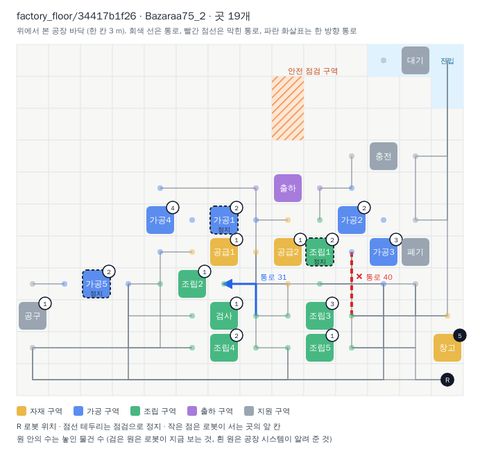 factory_floor/34417b1f26 · Bazaraa75_2 · 곳 19개
위에서 본 공장 바닥 (한 칸 3 m). 회색 선은 통로, 빨간 점선은 막힌 통로, 파란 화살표는 한 방향 통로
대기
진입
안전 점검 구역
충전
출하
4
가공4
2
가공1
정지
2
가공2
1
공급1
1
공급2
2
조립1
정지
3
가공3
폐기
2
가공5
정지
1
조립2
통로 31
✖ 통로 40
1
공구
1
검사
3
조립3
2
조립4
1
조립5
5
창고
R
자재 구역
가공 구역
조립 구역
출하 구역
지원 구역
R 로봇 위치 · 점선 테두리는 점검으로 정지 · 작은 점은 로봇이 서는 곳의 앞 칸
원 안의 수는 놓인 물건 수 (검은 원은 로봇이 지금 보는 것, 흰 원은 공장 시스템이 알려 준 것)